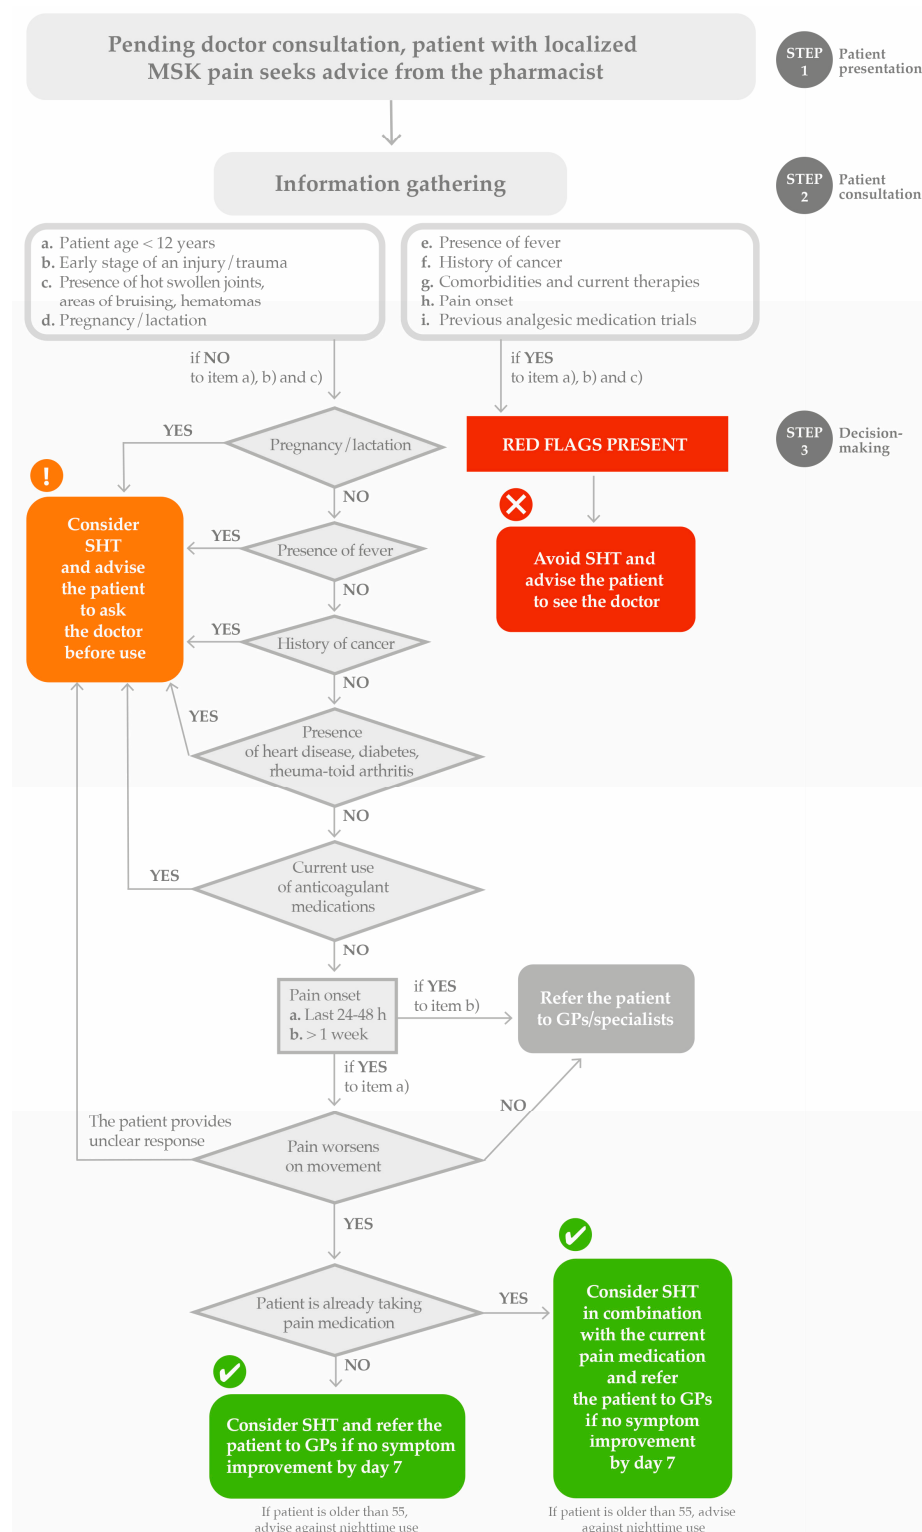 Pending doctor consultation, patient with localized
MSK pain seeks advice from the pharmacist
STEP
1
Patient
presentation
Information gathering
STEP
2
Patient
consultation
a. Patient age < 12 years
b. Early stage of an injury/trauma
c. Presence of hot swollen joints,
areas of bruising, hematomas
d. Pregnancy/lactation
e. Presence of fever
f. History of cancer
g. Comorbidities and current therapies
h. Pain onset
i. Previous analgesic medication trials
if NO
to item a), b) and c)
if YES
to item a), b) and c)
STEP
3
Decision-
making
YES
Pregnancy/lactation
RED FLAGS PRESENT
!
NO
Consider
SHT
and advise
the patient
to ask
the doctor
before use
YES
Presence of fever
Avoid SHT and
advise the patient
to see the doctor
NO
YES
History of cancer
NO
YES
Presence
of heart disease, diabetes,
rheuma-toid arthritis
NO
YES
Current use
of anticoagulant
medications
NO
Pain onset
a. Last 24-48 h
b. > 1 week
if YES
to item b)
Refer the patient
to GPs/specialists
if YES
to item a)
NO
The patient provides
unclear response
Pain worsens
on movement
YES
Patient is already taking
pain medication
YES
Consider SHT
in combination
with the current
pain medication
and refer
the patient to GPs
if no symptom
improvement
by day 7
NO
Consider SHT and refer the
patient to GPs if no symptom
improvement by day 7
If patient is older than 55,
advise against nighttime use
If patient is older than 55, advise
against nighttime use